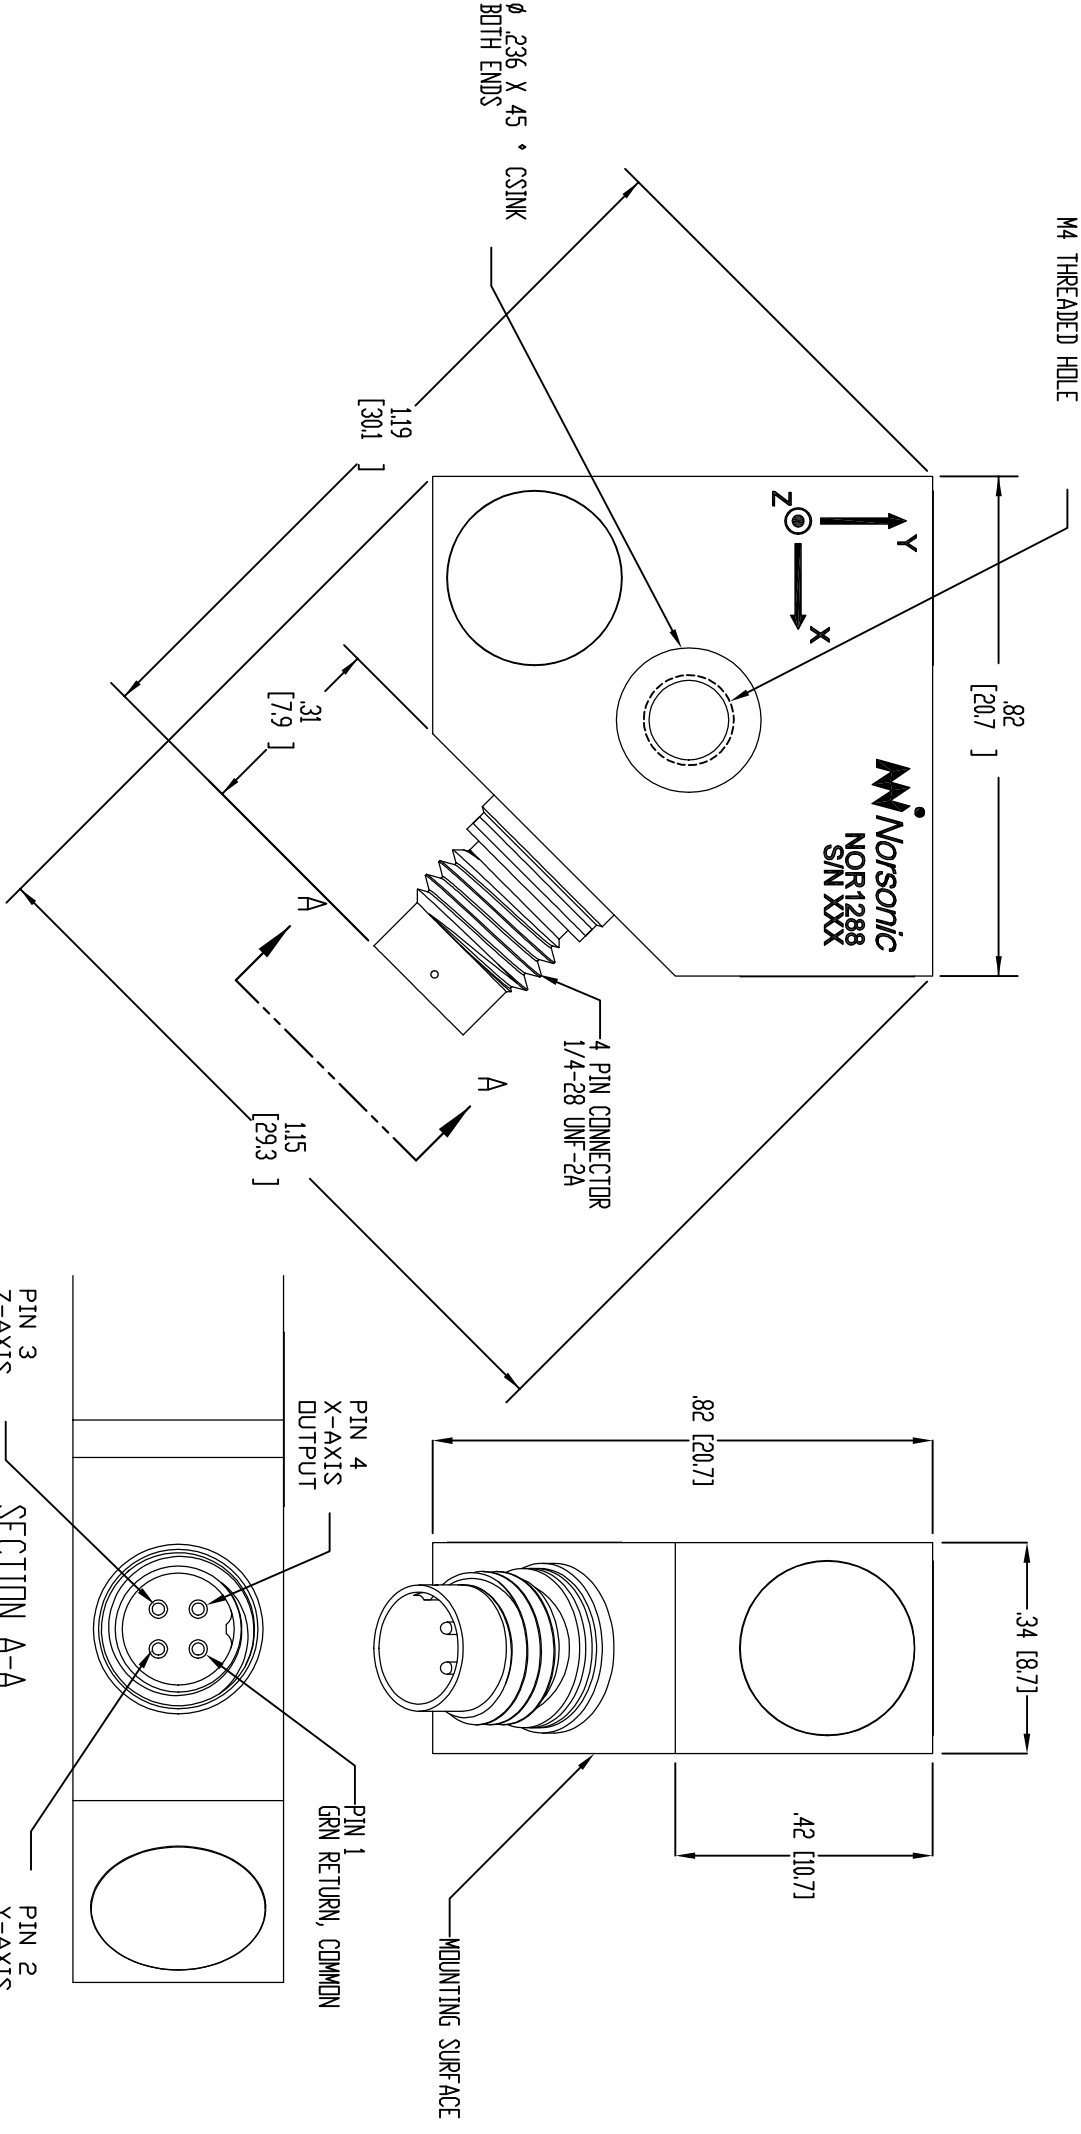 M4 THREADED HOLE
Ø .236 X 45 ° CSINK
BOTH ENDS
.82
[20.7 ]
Y
X
Z
Norsonic
NOR1288
S/N XXX
1.19
[30.1 ]
.31
[7.9 ]
A
A
4 PIN CONNECTOR
1/4-28 UNF-2A
1.15
[29.3 ]
.82 [20.7]
.34 [8.7]
.42 [10.7]
MOUNTING SURFACE
PIN 4
X-AXIS
OUTPUT
PIN 1
GRN RETURN, COMMON
PIN 3
Z-AXIS
SECTION A-A
PIN 2
Y-AXIS